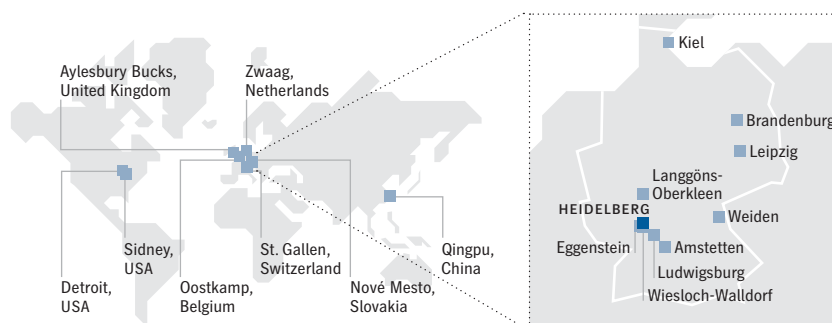 Aylesbury Bucks,
United Kingdom
Zwaag,
Netherlands
Sidney,
USA
St. Gallen,
Switzerland
Qingpu,
China
Detroit,
USA
Oostkamp,
Belgium
Nové Mesto,
Slovakia
Kiel
Brandenburg
Leipzig
Langgöns-
Oberkleen
HEIDELBERG
Weiden
Eggenstein
Amstetten
Ludwigsburg
Wiesloch-Walldorf